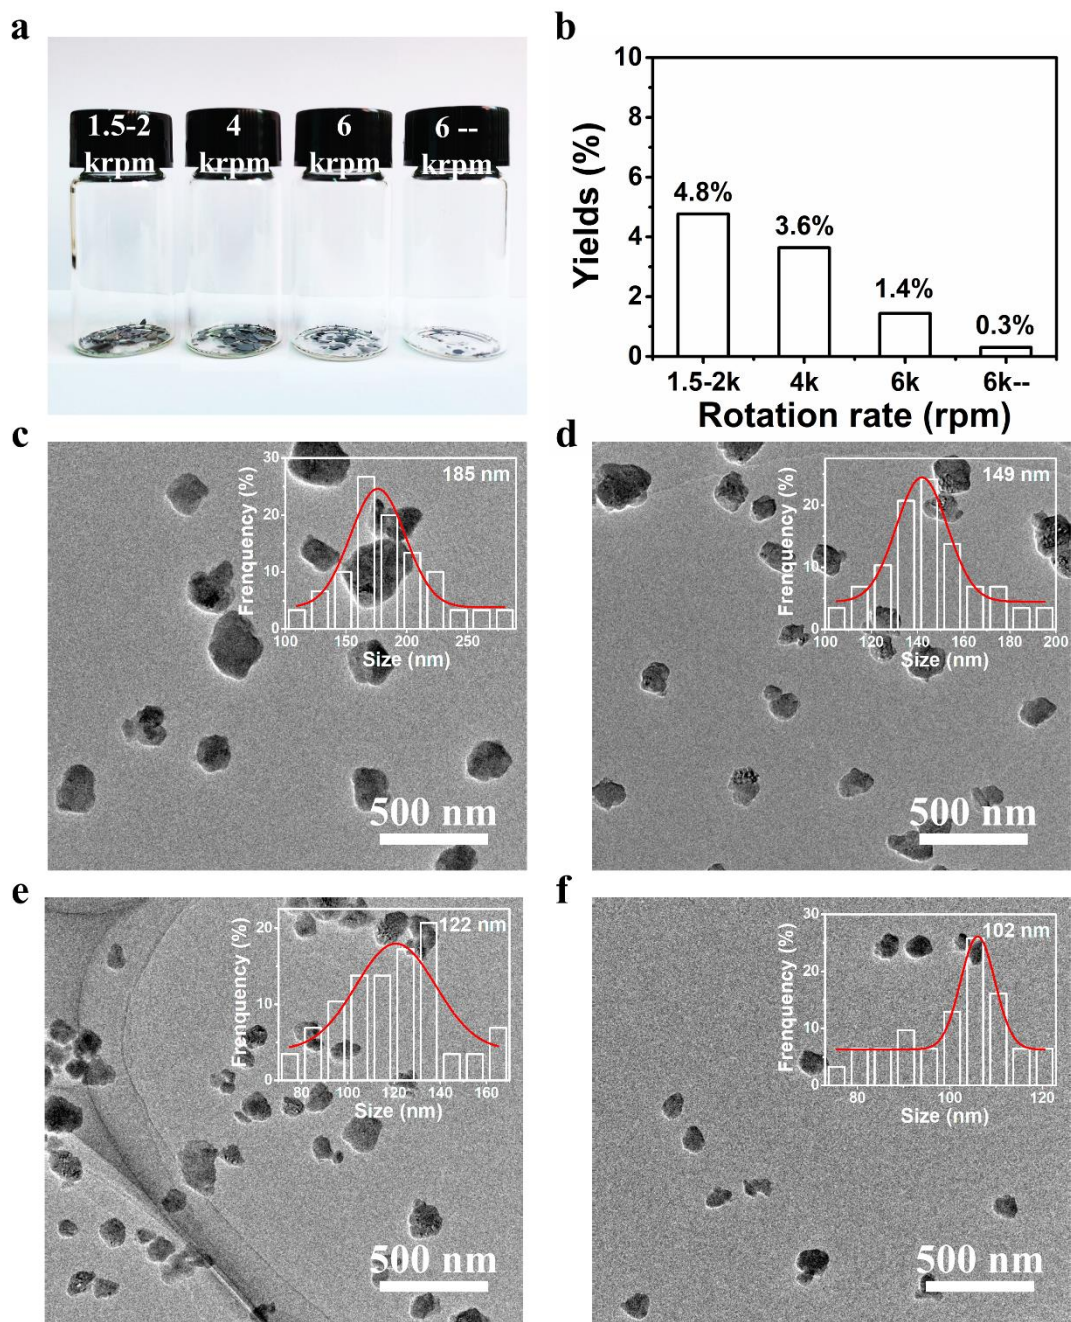 a
1.5-2
krpm
4
krpm
6
krpm
6 --
krpm
b
10
8
6
4
2
0
Yields (%)
4.8%
3.6%
1.4%
0.3%
1.5-2k 4k 6k 6k--
Rotation rate (rpm)
c
30
20
10
0
Frenquency (%)
185 nm
100 150 200 250
Size (nm)
500 nm
d
20
10
0
Frenquency (%)
149 nm
100 120 140 160 180 200
Size (nm)
500 nm
e
20
10
0
Frenquency (%)
122 nm
80 100 120 140 160
Size (nm)
500 nm
f
30
20
10
0
Frenquency (%)
102 nm
80 100 120
Size (nm)
500 nm